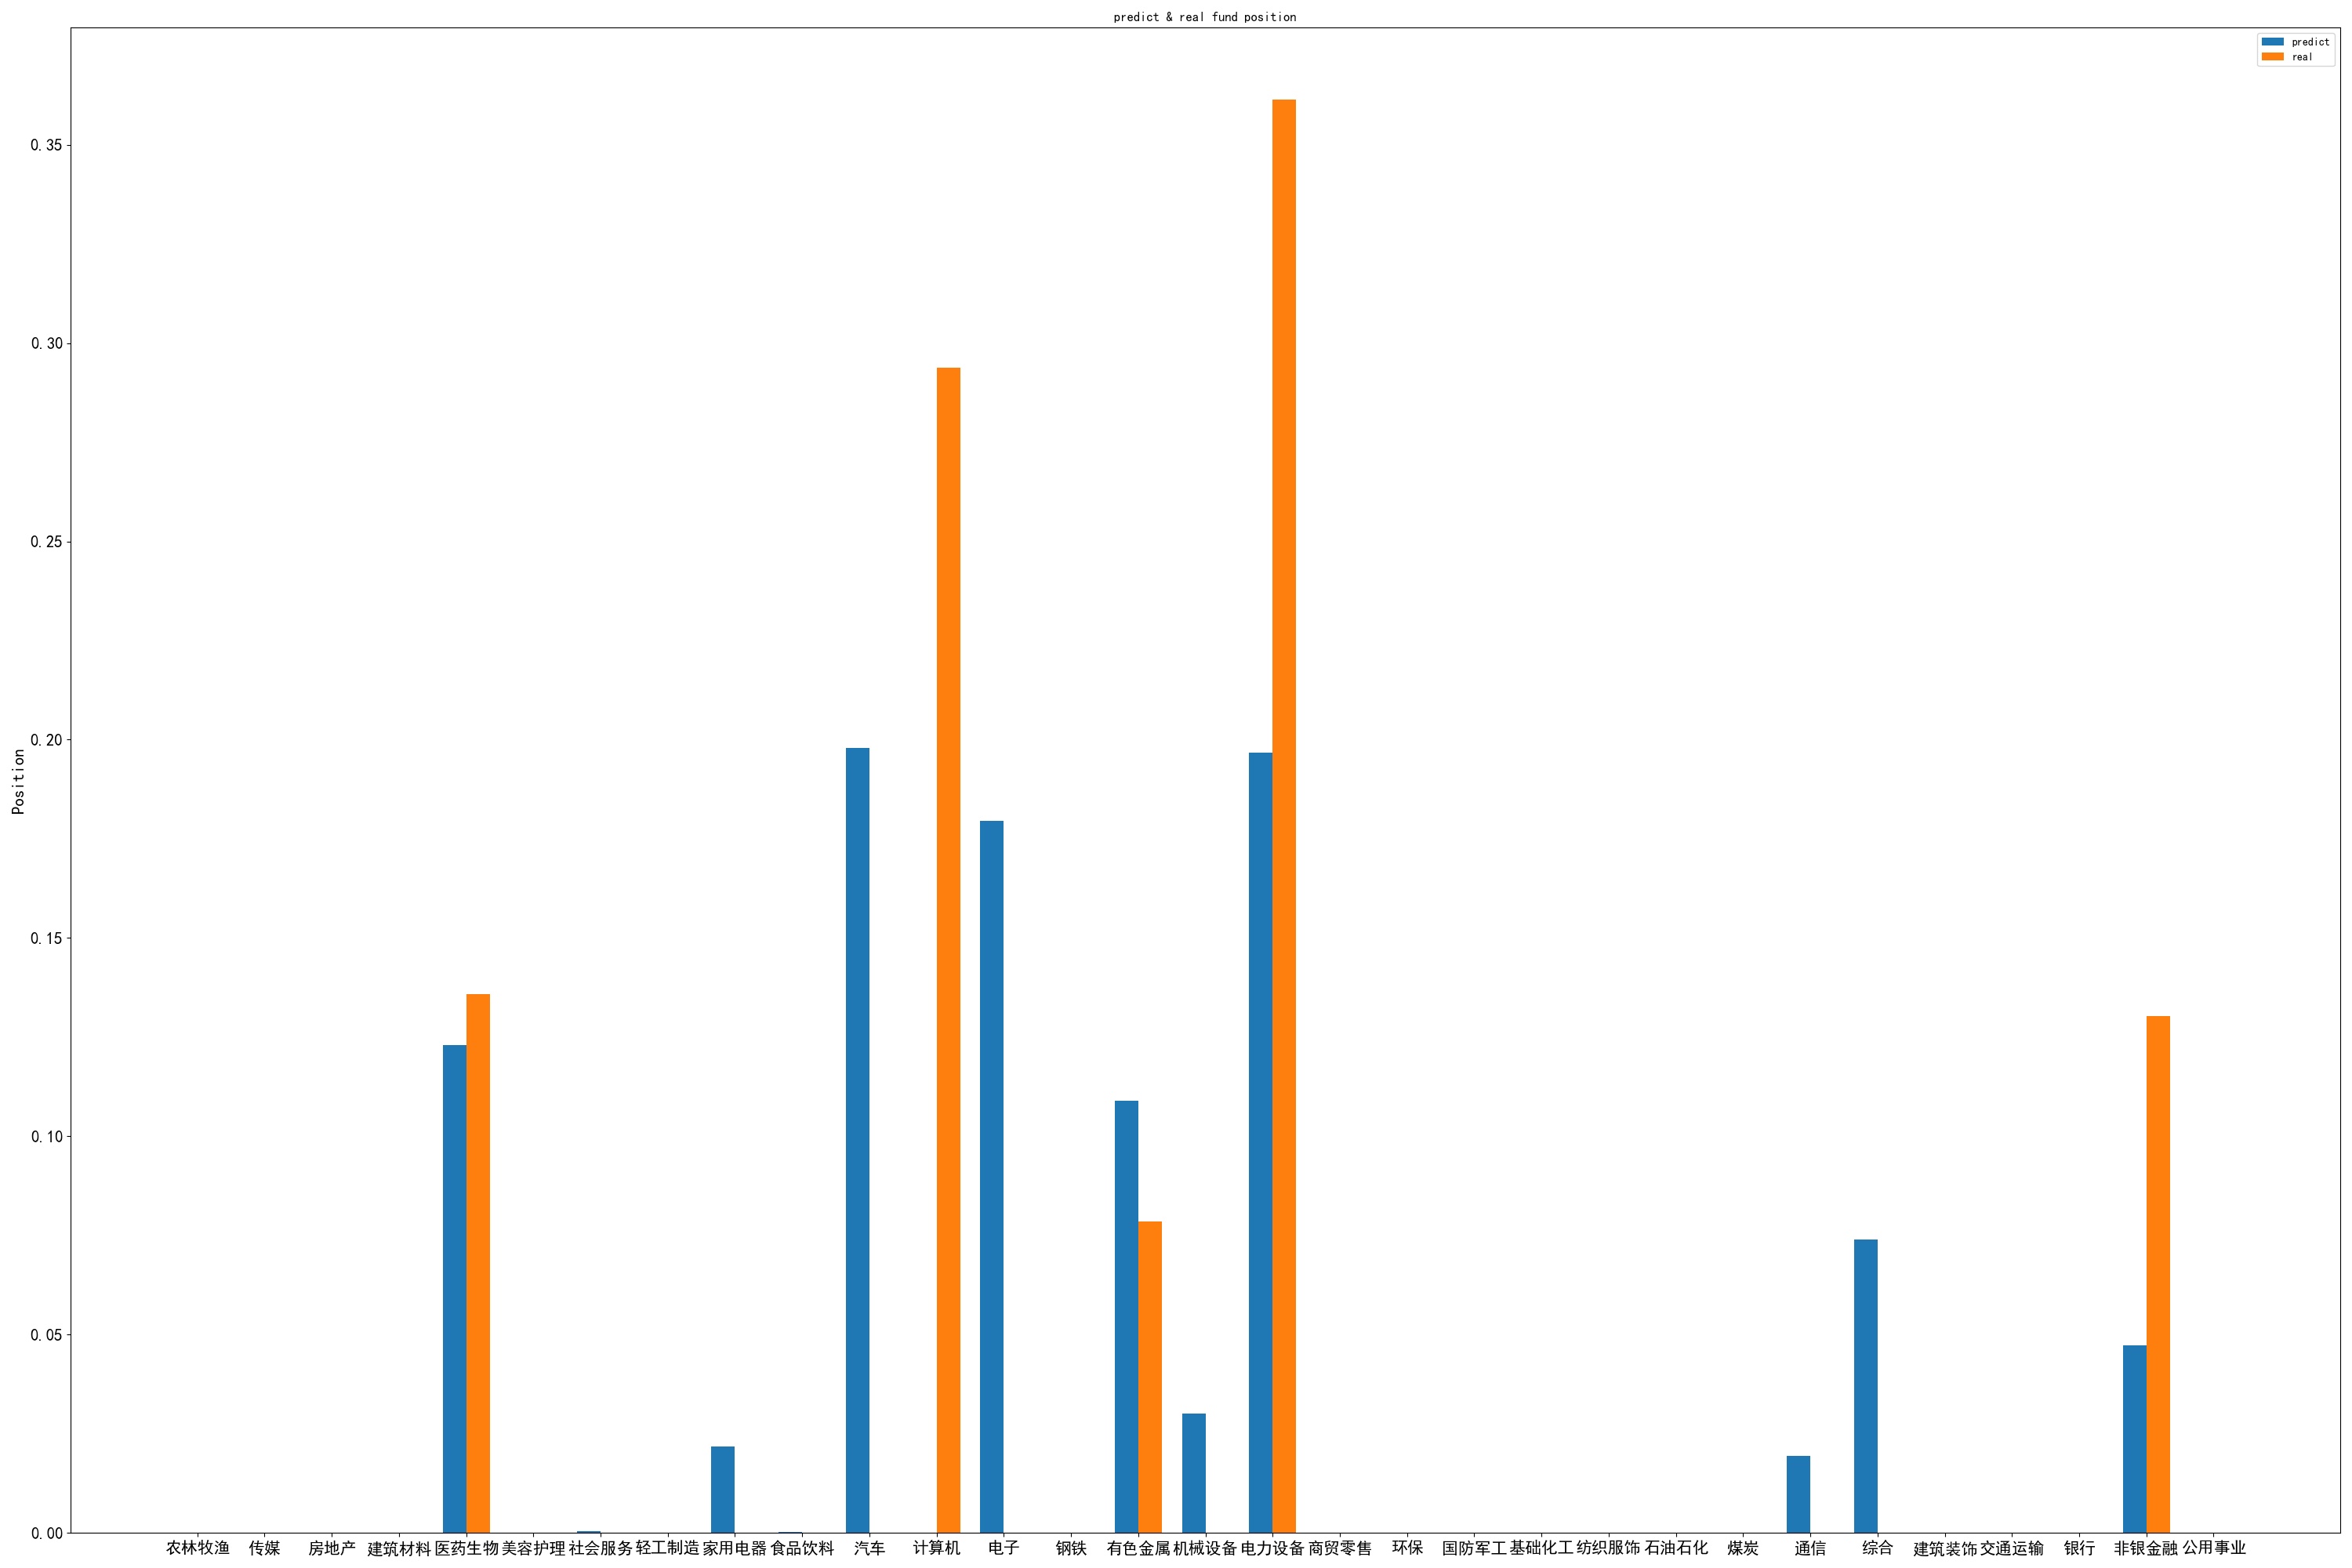 predict & real fund position
predict
real
0.35
0.30
0.25
0.20
0.15
0.10
0.05
0.00
Position
农林牧渔 传媒 房地产 建筑材料 医药生物 美容护理 社会服务 轻工制造 家用电器 食品饮料 汽车 计算机 电子 钢铁 有色金属 机械设备 电力设备 商贸零售 环保 国防军工 基础化工 纺织服饰 石油石化 煤炭 通信 综合 建筑装饰 交通运输 银行 非银金融 公用事业